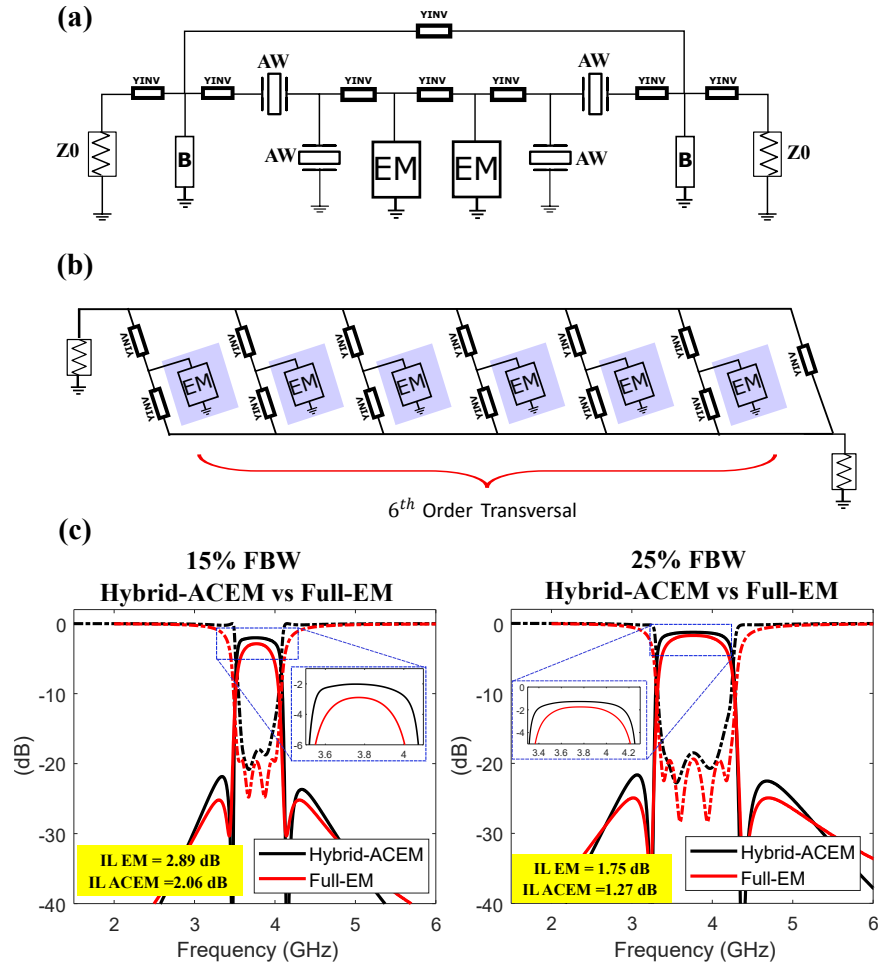 (a)
YINV
YINV YINV AW YINV YINV YINV AW YINV YINV
Z0 B AW EM EM AW B Z0
(b)
YINV YINV YINV YINV YINV YINV
EM EM EM EM EM EM YINV
YINV YINV YINV YINV YINV YINV
6th Order Transversal
(c)
15% FBW
Hybrid-ACEM vs Full-EM
0
-10
-20
-30
-40
(dB)
-2
-4
-6
3.6 3.8 4
IL EM = 2.89 dB
IL ACEM =2.06 dB
Hybrid-ACEM
Full-EM
2 3 4 5 6
Frequency (GHz)
25% FBW
Hybrid-ACEM vs Full-EM
0
-10
-20
-30
-40
(dB)
0
-2
-4
3.4 3.6 3.8 4 4.2
IL EM = 1.75 dB
IL ACEM =1.27 dB
Hybrid-ACEM
Full-EM
2 3 4 5 6
Frequency (GHz)